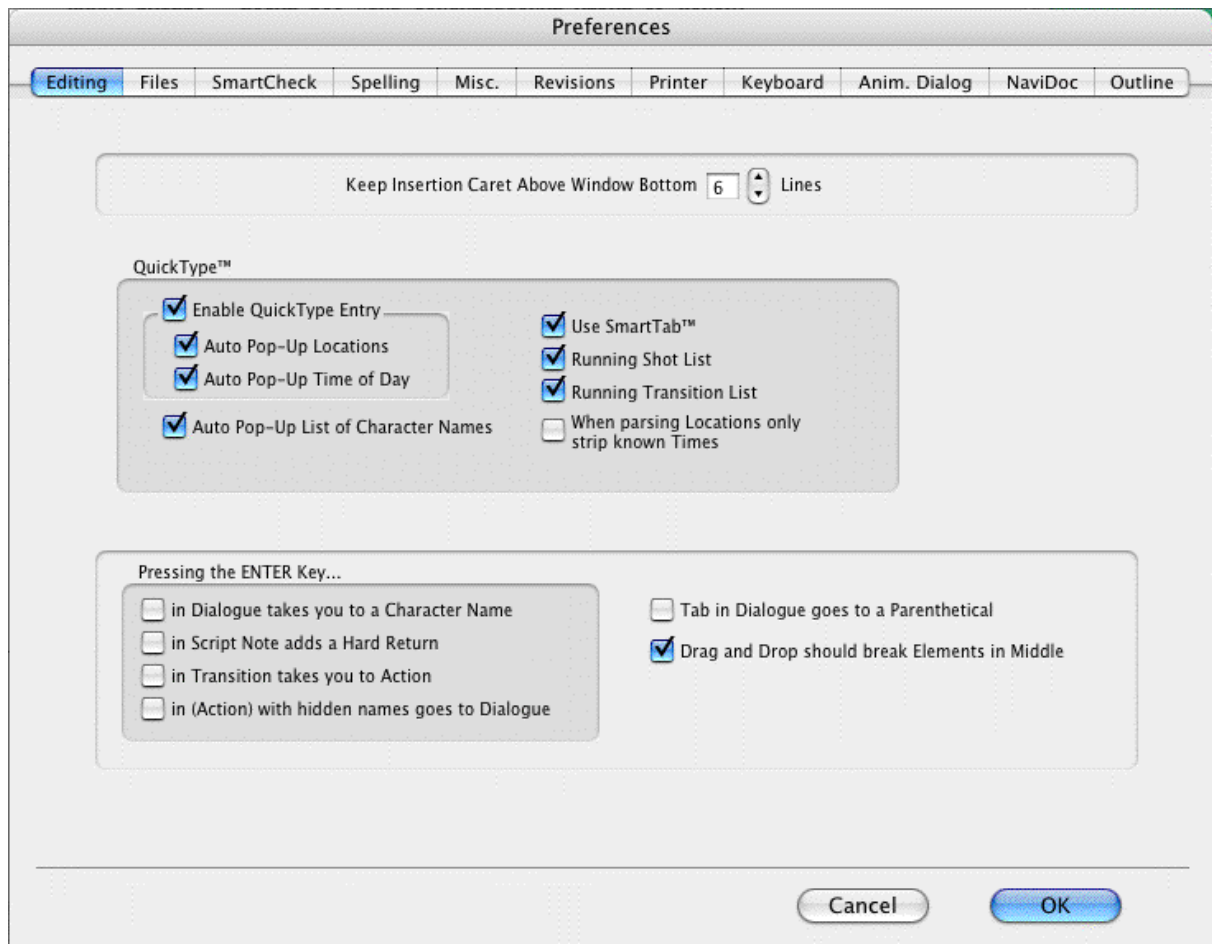 Preferences
Editing Files SmartCheck Spelling Misc. Revisions Printer Keyboard Anim. Dialog NaviDoc Outline
Keep Insertion Caret Above Window Bottom 6 Lines
QuickType™
Enable QuickType Entry
Auto Pop-Up Locations
Auto Pop-Up Time of Day
Auto Pop-Up List of Character Names
Use SmartTab™
Running Shot List
Running Transition List
When parsing Locations only
strip known Times
Pressing the ENTER Key...
in Dialogue takes you to a Character Name
in Script Note adds a Hard Return
in Transition takes you to Action
in (Action) with hidden names goes to Dialogue
Tab in Dialogue goes to a Parenthetical
Drag and Drop should break Elements in Middle
Cancel OK